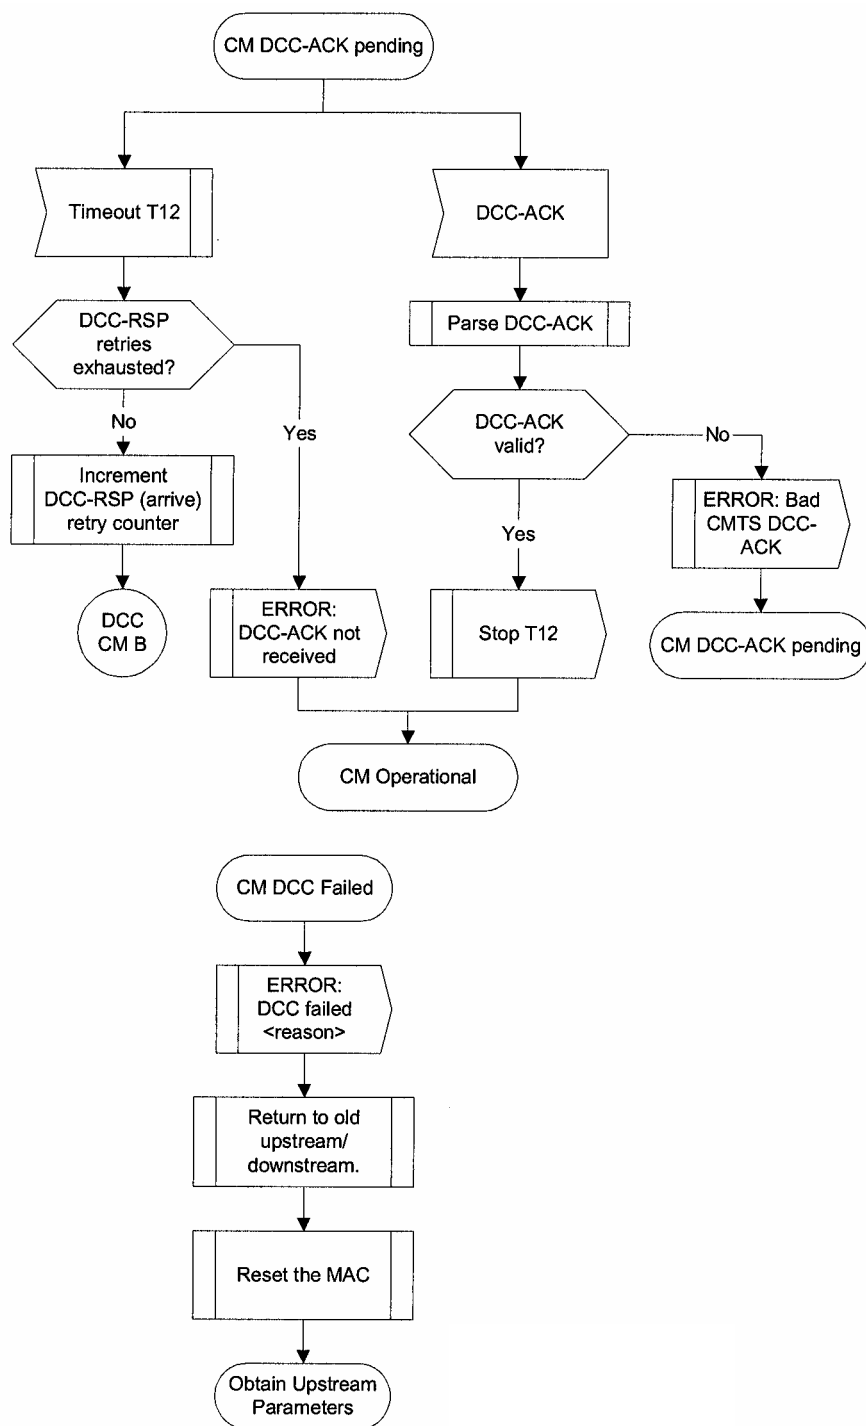 CM DCC-ACK pending
Timeout T12
DCC-ACK
DCC-RSP
retries
exhausted?
Parse DCC-ACK
No
Yes
DCC-ACK
valid?
No
Increment
DCC-RSP (arrive)
retry counter
Yes
ERROR: Bad
CMTS DCC-
ACK
DCC
CM B
ERROR:
DCC-ACK not
received
Stop T12
CM DCC-ACK pending
CM Operational
CM DCC Failed
ERROR:
DCC failed
<reason>
Return to old
upstream/
downstream.
Reset the MAC
Obtain Upstream
Parameters